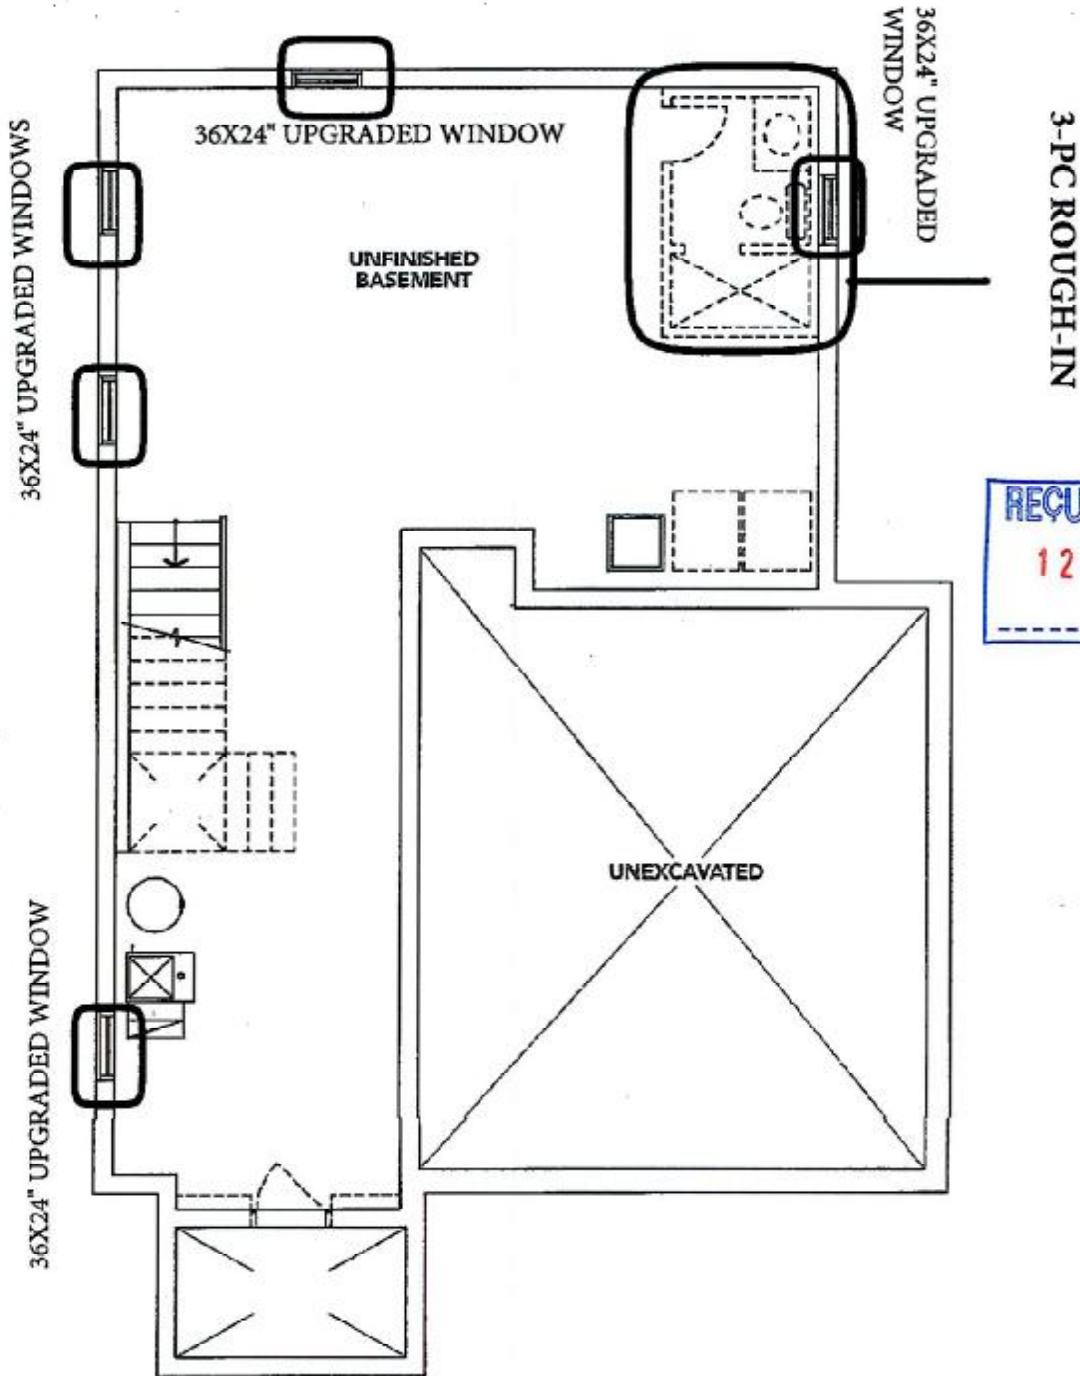 36X24" UPGRADED
WINDOW
36X24" UPGRADED WINDOW
3-PC ROUGH-IN
36X24" UPGRADED WINDOWS
UNFINISHED
BASEMENT
REÇU
12
UNEXCAVATED
36X24" UPGRADED WINDOW